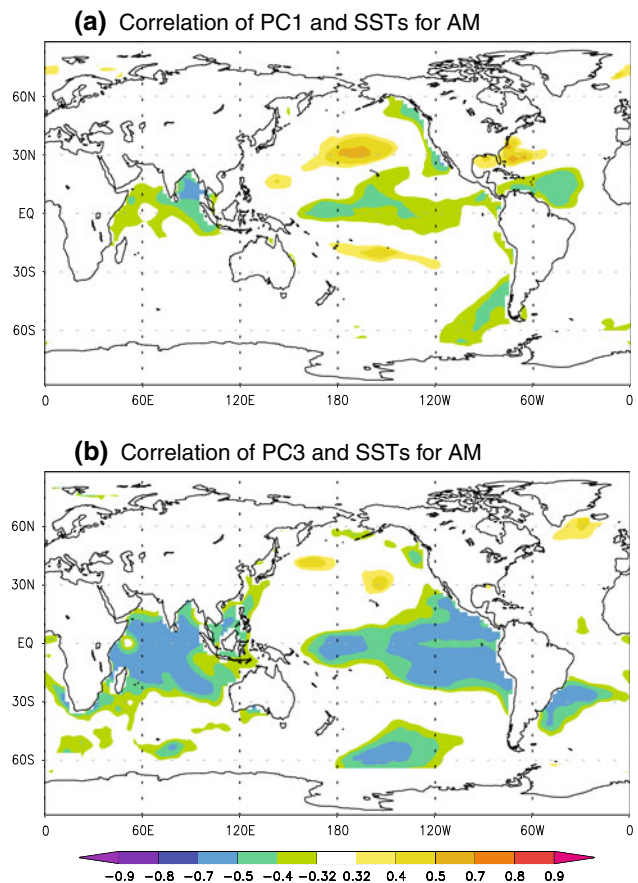 (a) Correlation of PC1 and SSTs for AM
60N
30N
EQ
30S
60S
60E 120E 180 120W 60W 0
(b) Correlation of PC3 and SSTs for AM
60N
30N
EQ
30S
60S
0 60E 120E 180 120W 60W 0
−0.9 −0.8 −0.7 −0.5 −0.4 −0.32 0.32 0.4 0.5 0.7 0.8 0.9